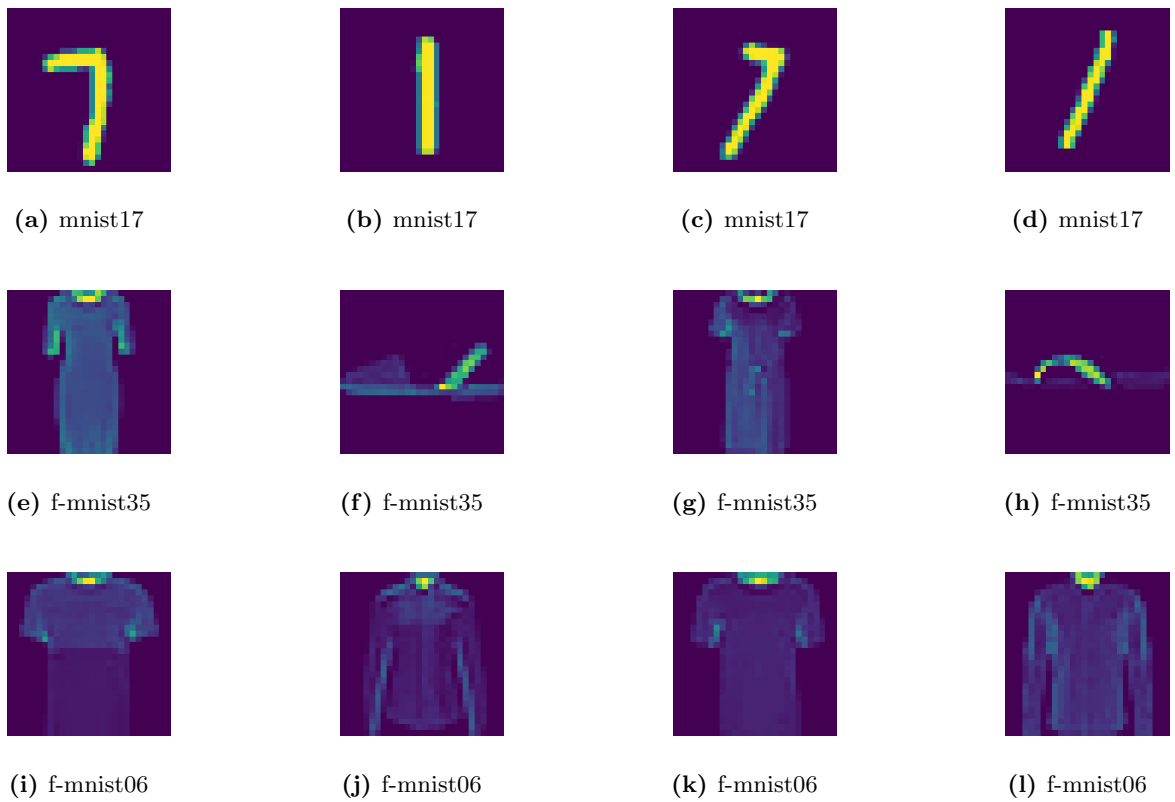 (a) mnist17
(b) mnist17
(c) mnist17
(d) mnist17
(e) f-mnist35
(f) f-mnist35
(g) f-mnist35
(h) f-mnist35
(i) f-mnist06
(j) f-mnist06
(k) f-mnist06
(l) f-mnist06